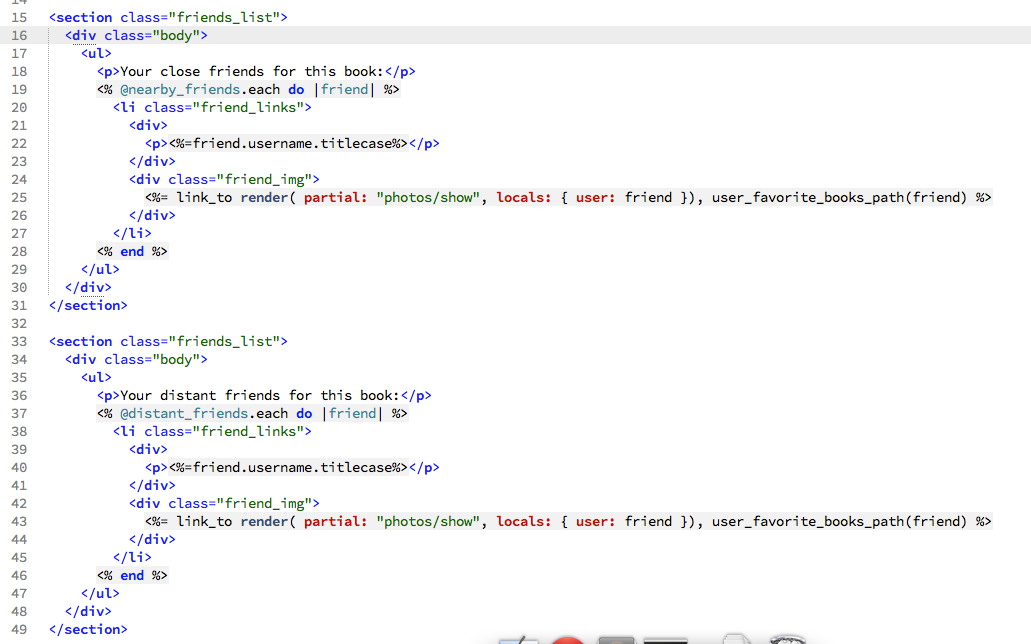 15 <section class="friends_list">
16 <div class="body">
17 <ul>
18 <p>Your close friends for this book:</p>
19 <% @nearby_friends.each do |friend| %>
20 <li class="friend_links">
21 <div>
22 <p><%=friend.username.titlecase%></p>
23 </div>
24 <div class="friend_img">
25 <%= link_to render( partial: "photos/show", locals: { user: friend }), user_favorite_books_path(friend) %>
26 </div>
27 </li>
28 <% end %>
29 </ul>
30 </div>
31 </section>
32
33 <section class="friends_list">
34 <div class="body">
35 <ul>
36 <p>Your distant friends for this book:</p>
37 <% @distant_friends.each do |friend| %>
38 <li class="friend_links">
39 <div>
40 <p><%=friend.username.titlecase%></p>
41 </div>
42 <div class="friend_img">
43 <%= link_to render( partial: "photos/show", locals: { user: friend }), user_favorite_books_path(friend) %>
44 </div>
45 </li>
46 <% end %>
47 </ul>
48 </div>
49 </section>